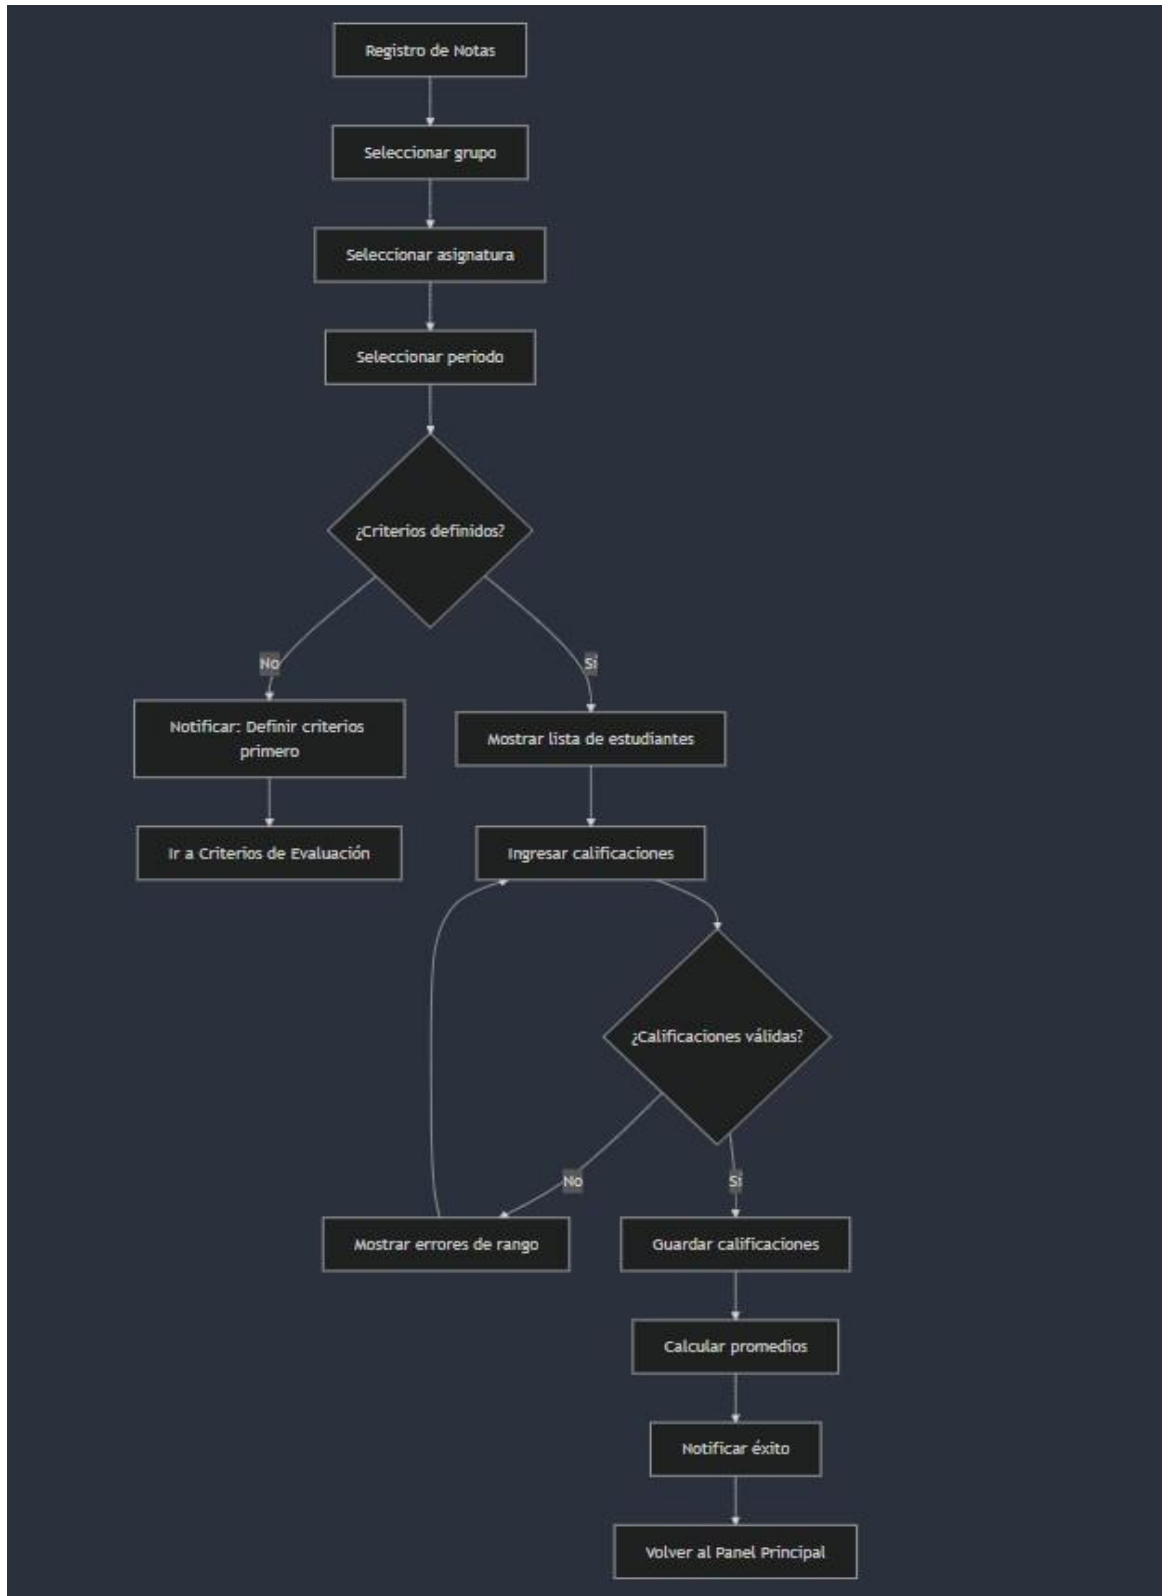 Registro de Notas
Seleccionar grupo
Seleccionar asignatura
Seleccionar periodo
¿Criterios definidos?
No
Sí
Notificar: Definir criterios
primero
Mostrar lista de estudiantes
Ir a Criterios de Evaluación
Ingresar calificaciones
¿Calificaciones válidas?
No
Sí
Mostrar errores de rango
Guardar calificaciones
Calcular promedios
Notificar éxito
Volver al Panel Principal